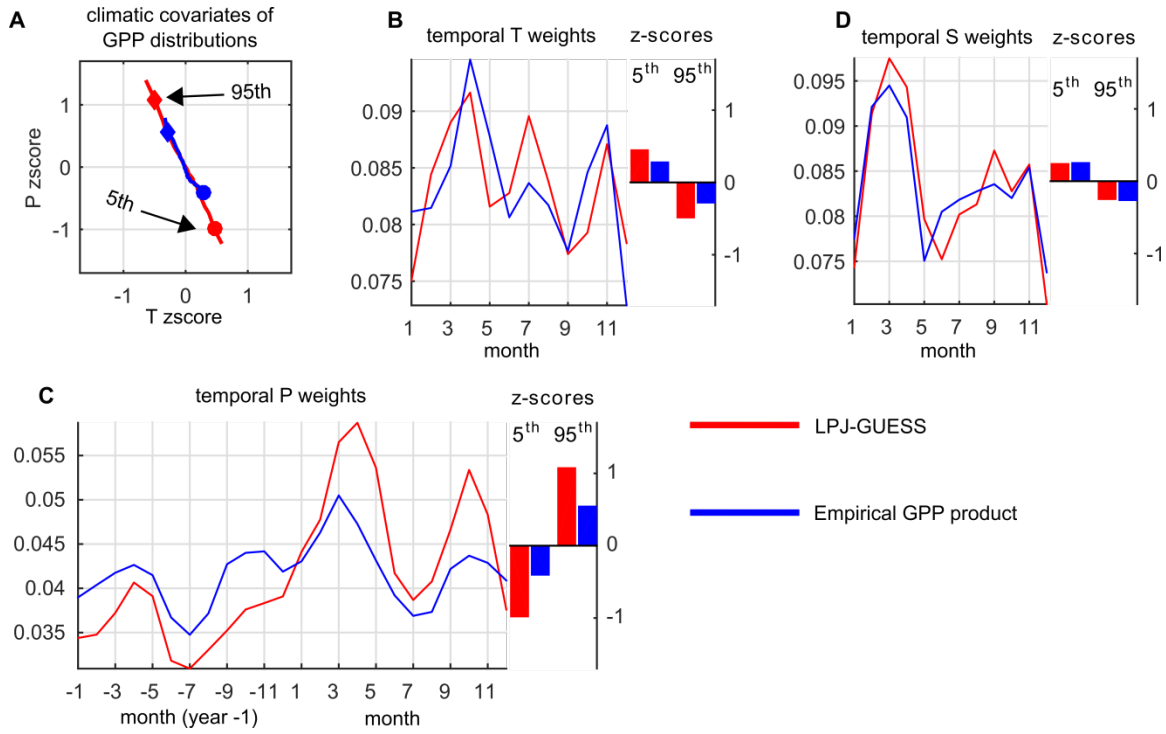 A
climatic covariates of
GPP distributions
95th
5th
1
0
-1
P zscore
-1 0 1
T zscore
B
temporal T weights
z-scores
5th 95th
0.09
0.085
0.08
0.075
1
0
-1
1 3 5 7 9 11
month
D
temporal S weights
z-scores
5th 95th
0.095
0.09
0.085
0.08
0.075
1
0
-1
1 3 5 7 9 11
month
C
temporal P weights
z-scores
5th 95th
0.055
0.05
0.045
0.04
0.035
1
0
-1
-1 -3 -5 -7 -9 -11 1 3 5 7 9 11
month (year -1) month
LPJ-GUESS
Empirical GPP product